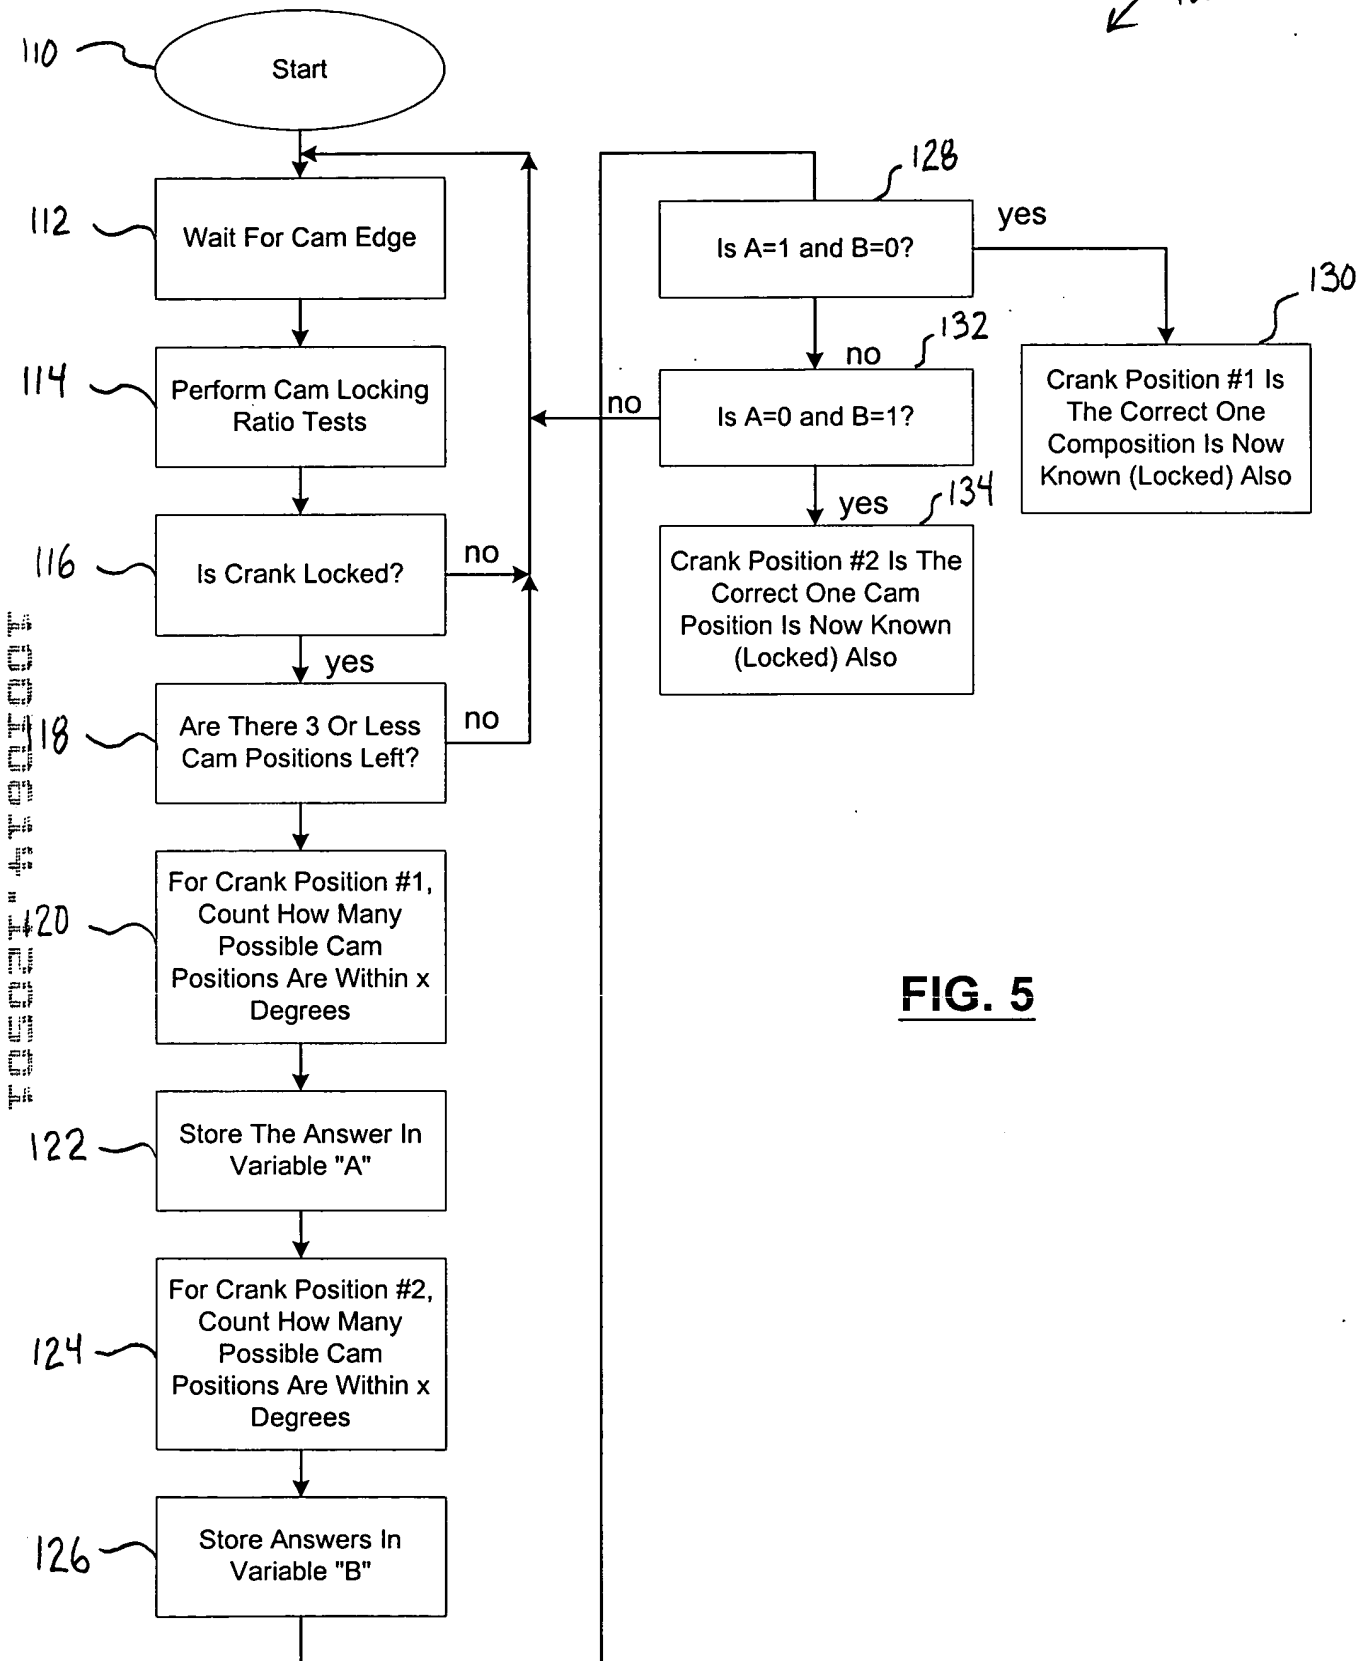 110
Start
112
Wait For Cam Edge
114
Perform Cam Locking
Ratio Tests
116
Is Crank Locked?
no
yes
118
Are There 3 Or Less
Cam Positions Left?
no
120
For Crank Position #1,
Count How Many
Possible Cam
Positions Are Within x
Degrees
122
Store The Answer In
Variable "A"
124
For Crank Position #2,
Count How Many
Possible Cam
Positions Are Within x
Degrees
126
Store Answers In
Variable "B"
128
Is A=1 and B=0?
yes
130
Crank Position #1 Is
The Correct One
Composition Is Now
Known (Locked) Also
no
132
Is A=0 and B=1?
no
yes
134
Crank Position #2 Is The
Correct One Cam
Position Is Now Known
(Locked) Also
FIG. 5